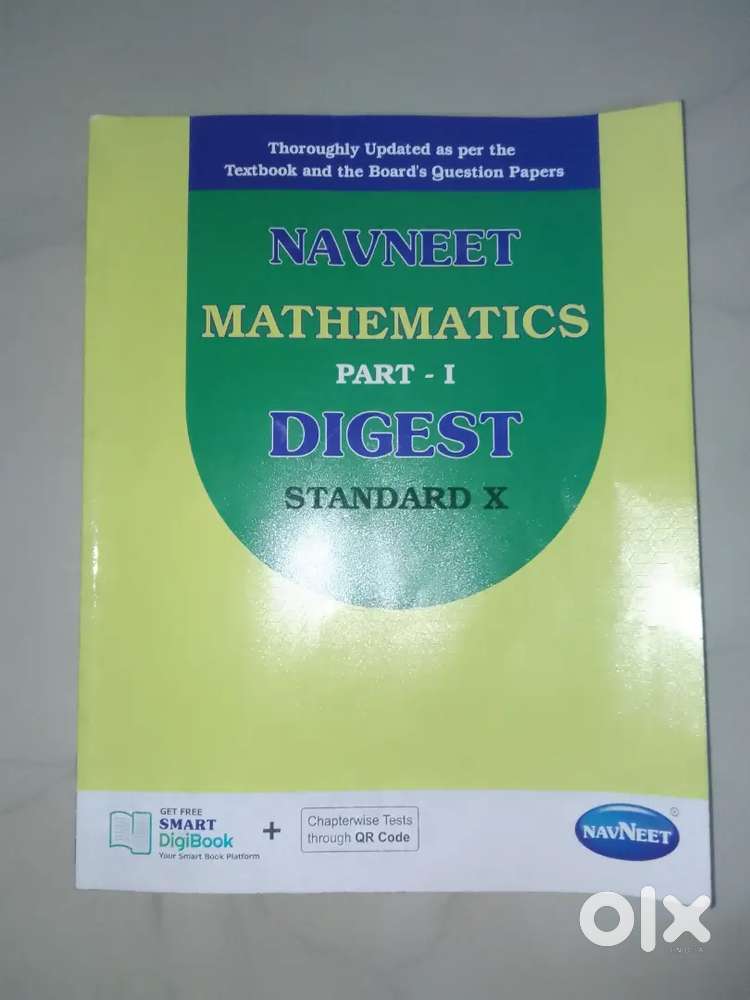 Thoroughly Updated as per the
Textbook and the Board's Question Papers
NAVNEET
MATHEMATICS
PART - I
DIGEST
STANDARD X
GET FREE
SMART
DigiBook
Your Smart Book Platform
+
Chapterwise Tests
through QR Code
NAVNEET
®
olx
INDIA